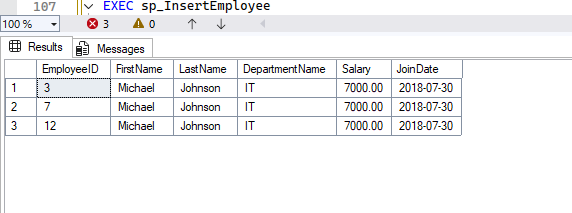 107 EXEC sp_InsertEmployee
100 % 3 0
Results Messages
EmployeeID FirstName LastName DepartmentName Salary JoinDate
1 3 Michael Johnson IT 7000.00 2018-07-30
2 7 Michael Johnson IT 7000.00 2018-07-30
3 12 Michael Johnson IT 7000.00 2018-07-30